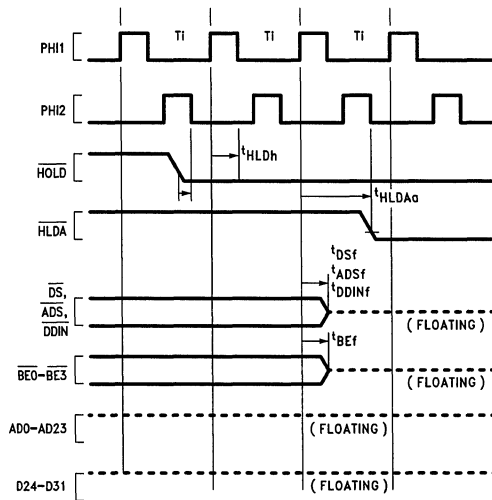 PHI1
Ti Ti Ti
PHI2
HOLD
tHLDh
tHLDAa
HLDA
tDSf
tADSf
tDDINf
DS,
ADS,
DDIN
(FLOATING)
tBEf
BE0-BE3
(FLOATING)
AD0-AD23
(FLOATING)
D24-D31
(FLOATING)